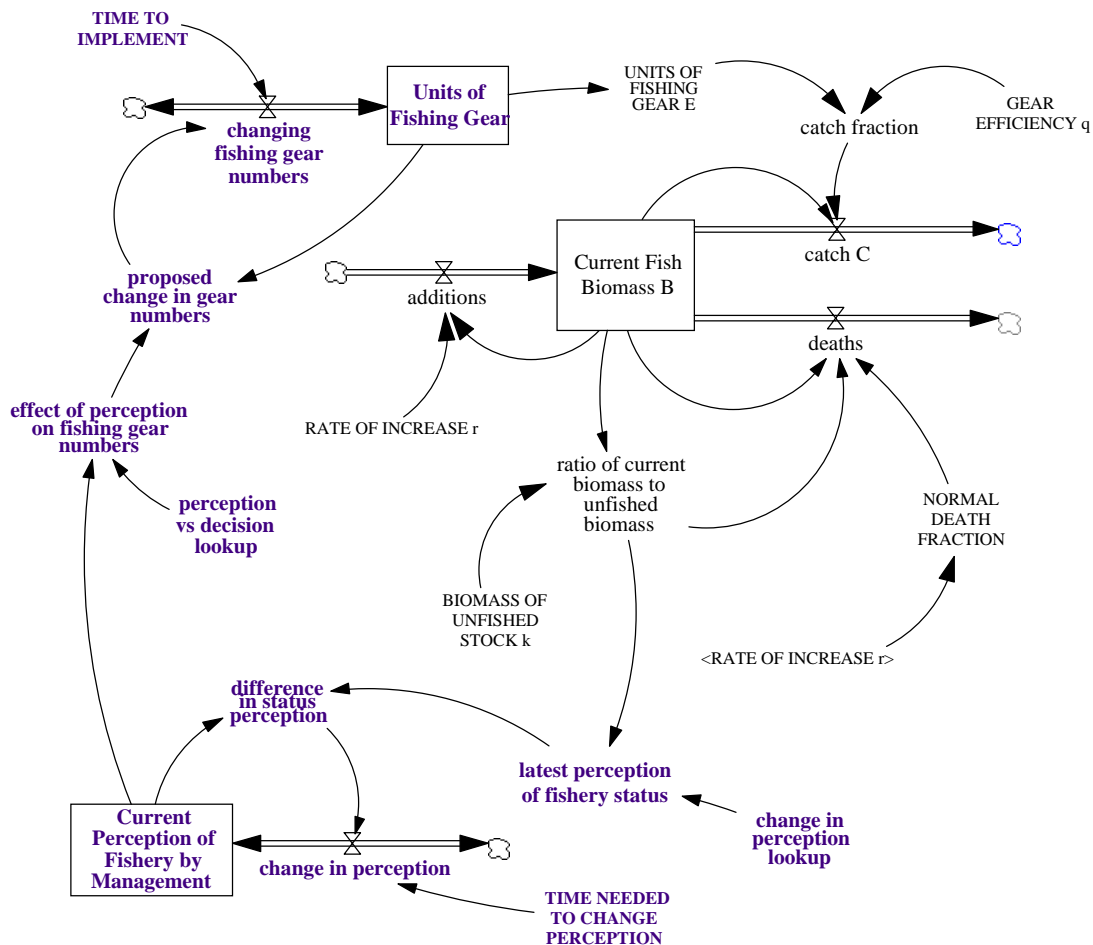 TIME TO
IMPLEMENT
Units of
Fishing Gear
UNITS OF
FISHING
GEAR E
GEAR
EFFICIENCY q
catch fraction
changing
fishing gear
numbers
Current Fish
Biomass B
catch C
proposed
change in gear
numbers
additions
deaths
effect of perception
on fishing gear
numbers
RATE OF INCREASE r
ratio of current
biomass to
unfished
biomass
perception
vs decision
lookup
NORMAL
DEATH
FRACTION
BIOMASS OF
UNFISHED
STOCK k
<RATE OF INCREASE r>
difference
in status
perception
latest perception
of fishery status
Current
Perception of
Fishery by
Management
change in perception
change in
perception
lookup
TIME NEEDED
TO CHANGE
PERCEPTION